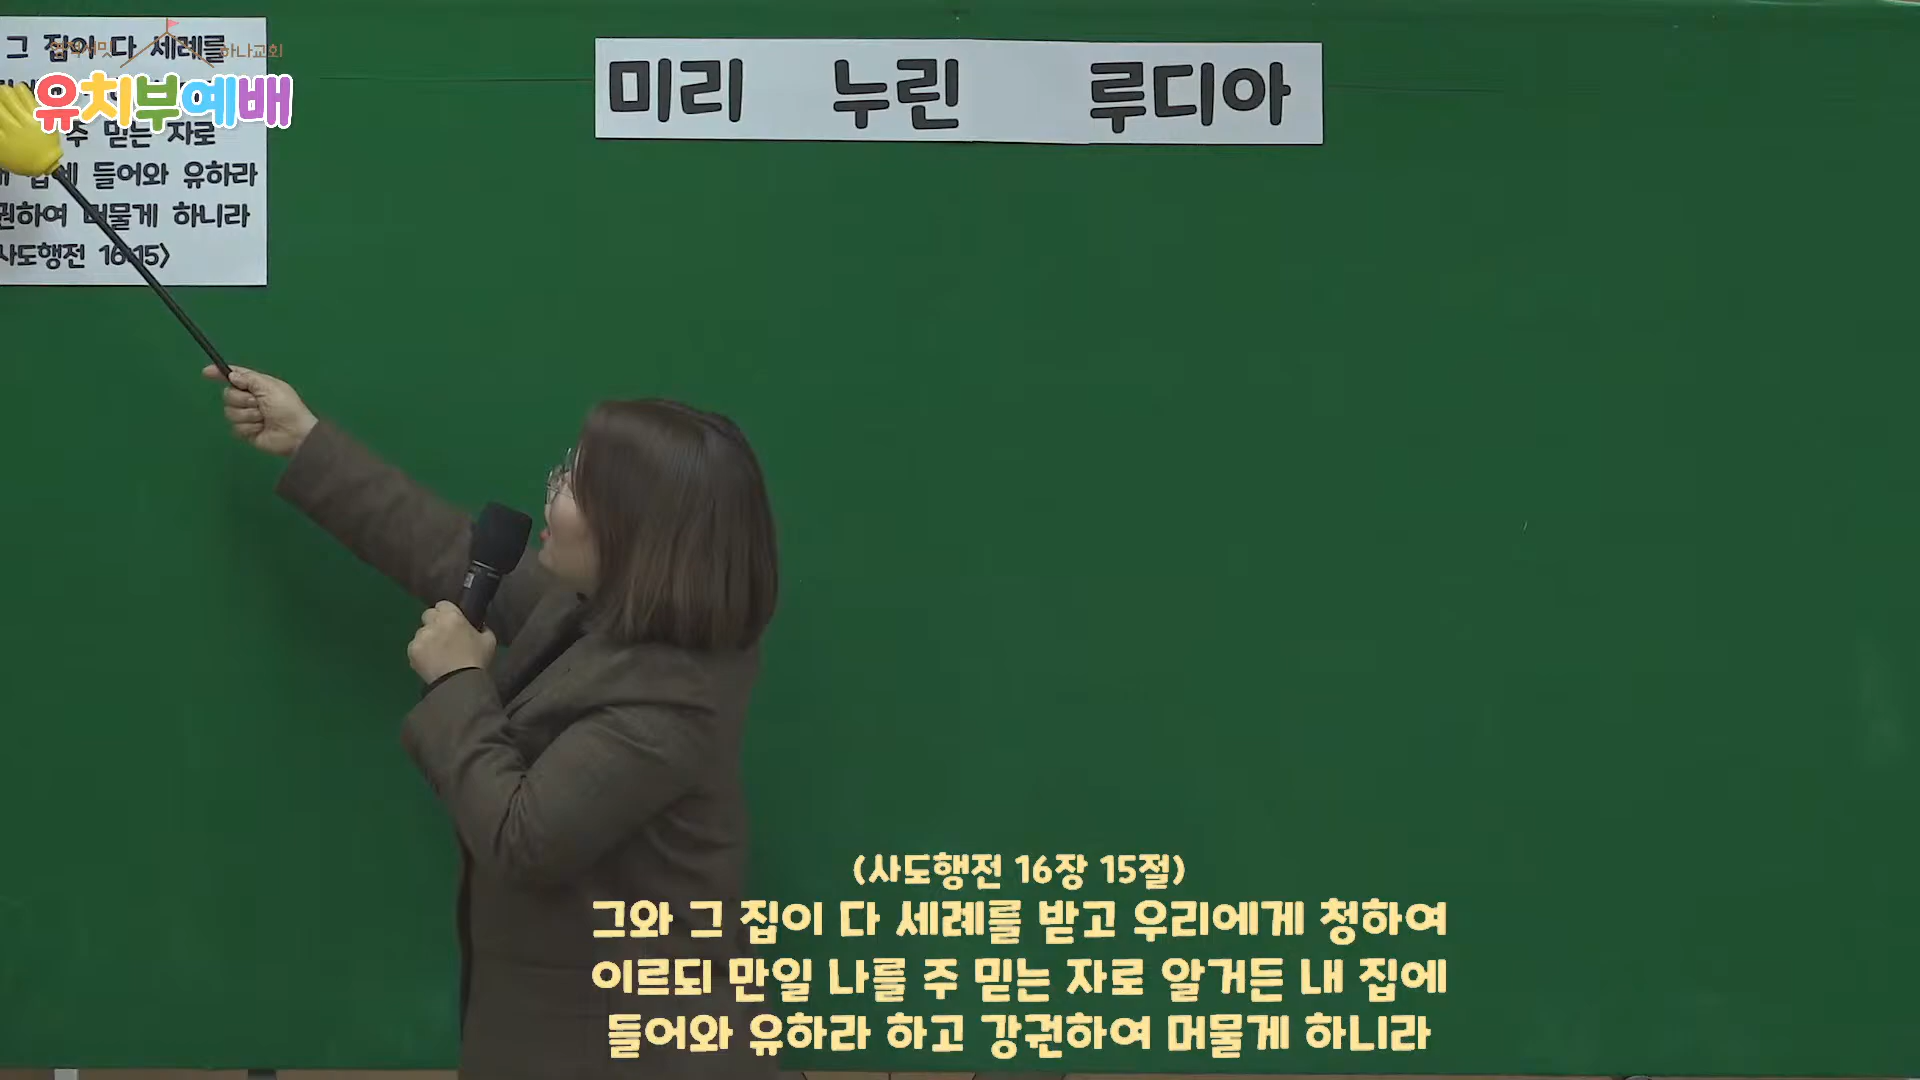 그 집이 다 세례를
하나교회
유치부예배
주 믿는 자로
집에 들어와 유하라
권하여 머물게 하니라
사도행전 16:15>
미리 누린 루디아
(사도행전 16장 15절)
그와 그 집이 다 세례를 받고 우리에게 청하여
이르되 만일 나를 주 믿는 자로 알거든 내 집에
들어와 유하라 하고 강권하여 머물게 하니라